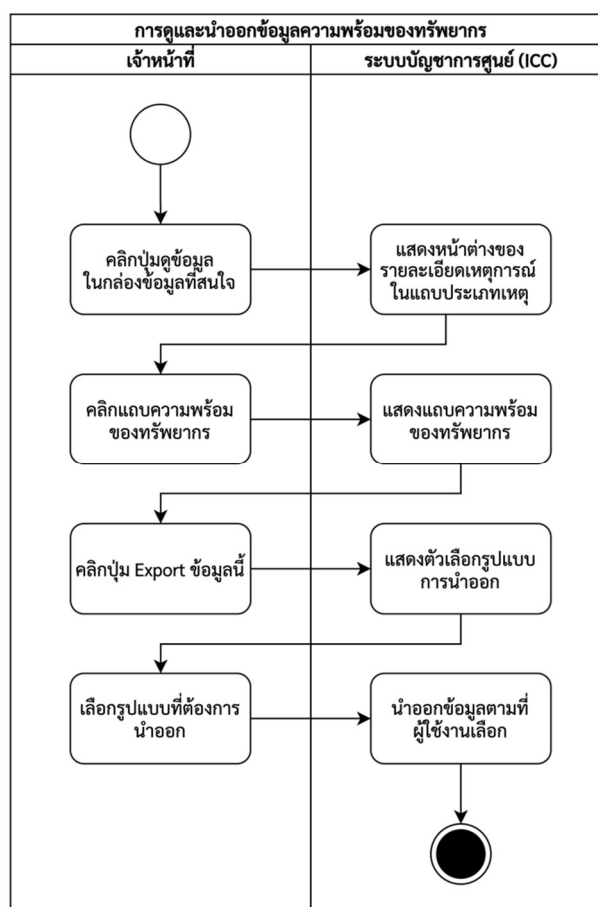 การดูและนำออกข้อมูลความพร้อมของทรัพยากร
เจ้าหน้าที่
ระบบบัญชาการศูนย์ (ICC)
คลิกปุ่มดูข้อมูล
ในกล่องข้อมูลที่สนใจ
แสดงหน้าต่างของ
รายละเอียดเหตุการณ์
ในแถบประเภทเหตุ
คลิกแถบความพร้อม
ของทรัพยากร
แสดงแถบความพร้อม
ของทรัพยากร
คลิกปุ่ม Export ข้อมูลนี้
แสดงตัวเลือกรูปแบบ
การนำออก
เลือกรูปแบบที่ต้องการ
นำออก
นำออกข้อมูลตามที่
ผู้ใช้งานเลือก